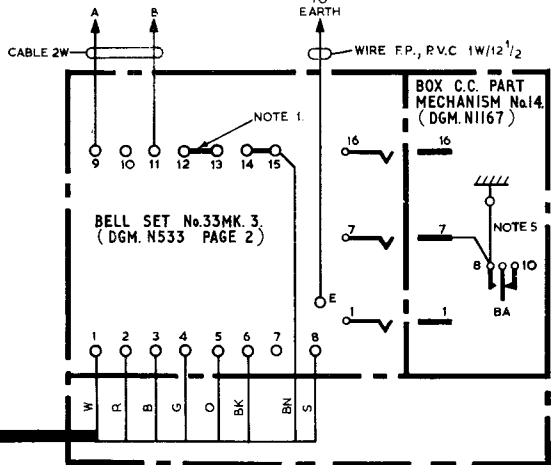 TO
EARTH
A
B
CABLE 2W
WIRE F.P., P.V.C 1W/12½
BOX C.C. PART
MECHANISM No.14.
(DGM. N1167)
NOTE 1.
9 10 11 12 13 14 15
16
16
BELL SET No.33MK.3.
(DGM. N533 PAGE 2)
7
7
NOTE 5
8 10
BA
E
1
1
1 2 3 4 5 6 7 8
W R B G O BK BN S